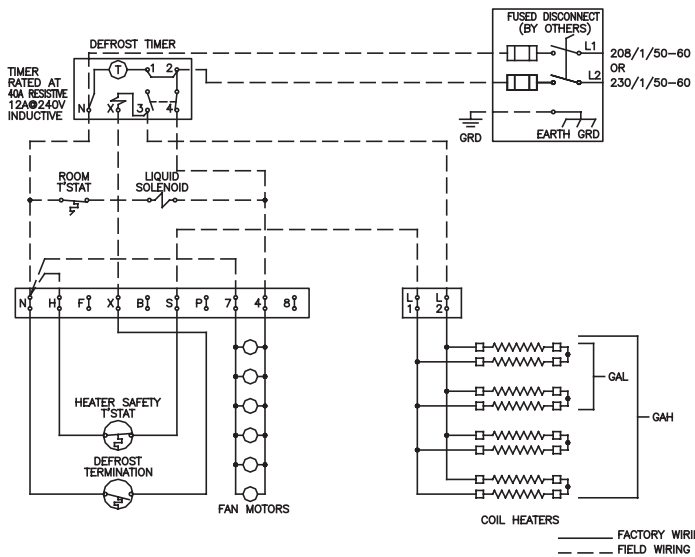 FUSED DISCONNECT
(BY OTHERS)
L1
208/1/50-60
OR
L2
230/1/50-60
EARTH GRD
GRD
DEFROST TIMER
TIMER
RATED AT
40A RESISTIVE
12A@240V
INDUCTIVE
T
1
2
N
X
3
4
ROOM
T'STAT
LIQUID
SOLENOID
N
H
F
X
B
S
P
7
4
8
L
1
L
2
HEATER SAFETY
T'STAT
DEFROST
TERMINATION
FAN MOTORS
GAL
GAH
COIL HEATERS
FACTORY WIRI
FIELD WIRING